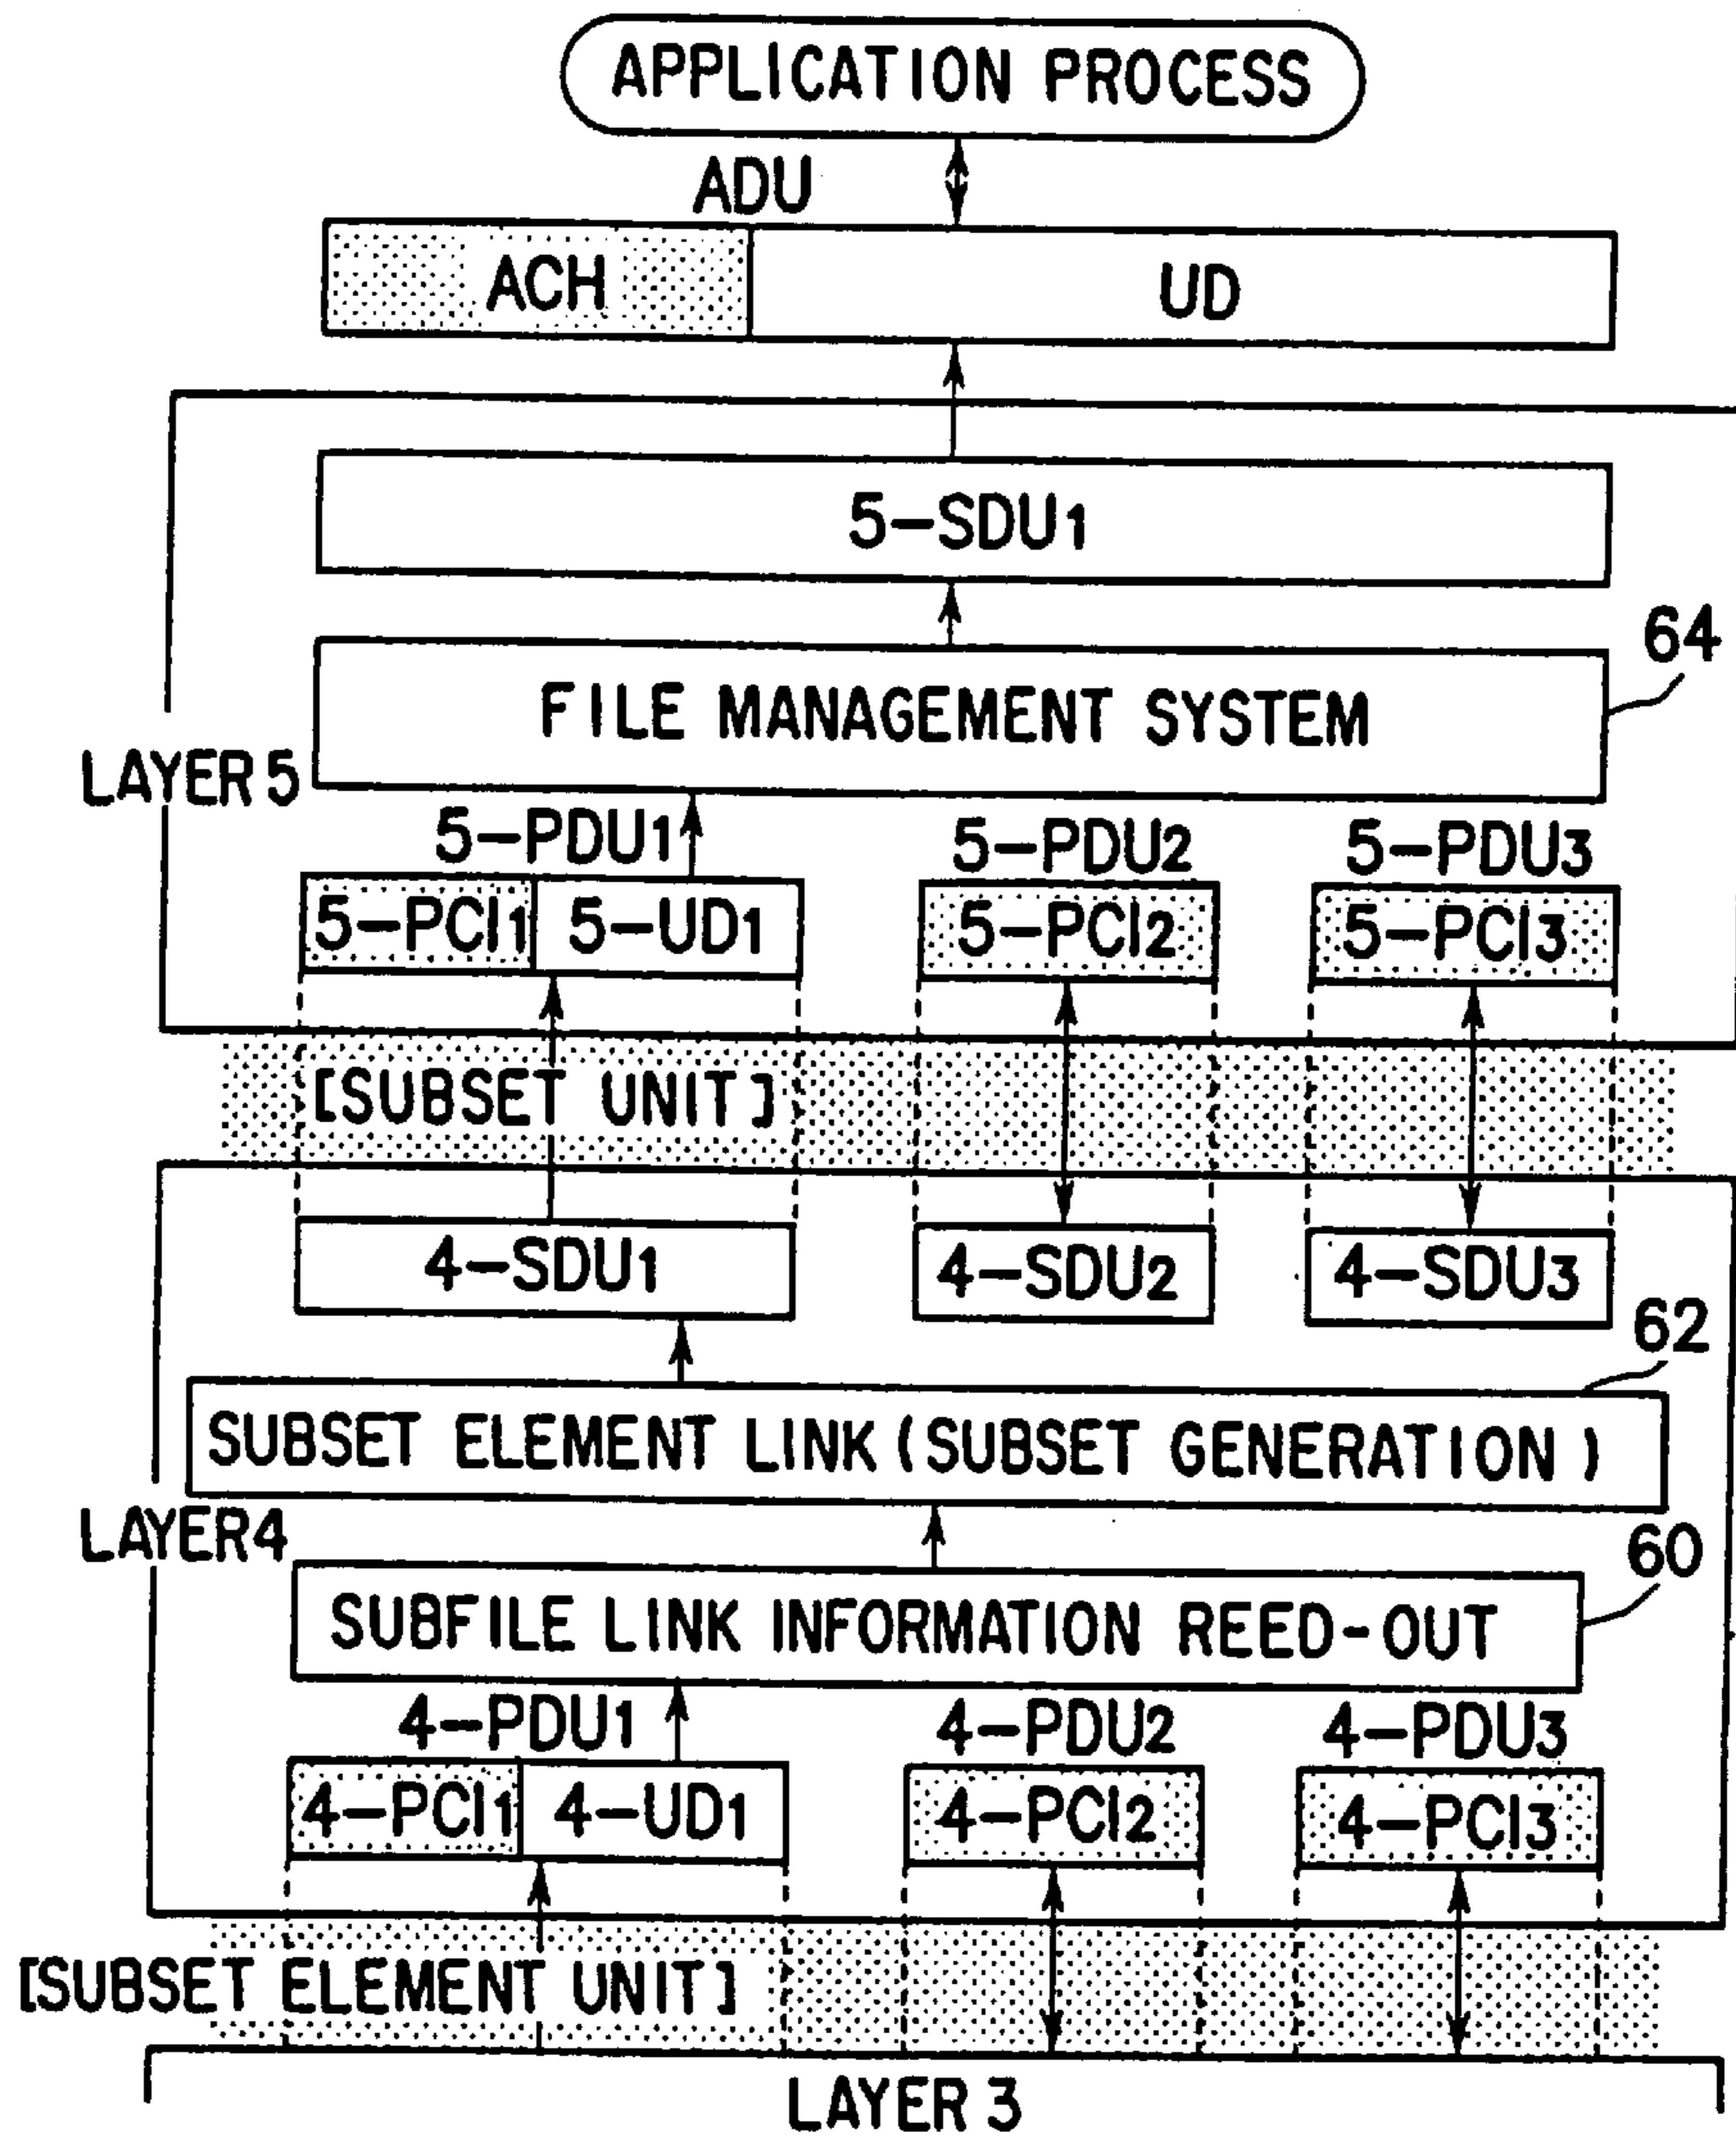 APPLICATION PROCESS
ADU
ACH UD
5-SDU1
64
FILE MANAGEMENT SYSTEM
LAYER 5
5-PDU1 5-PDU2 5-PDU3
5-PCI1 5-UD1 5-PCI2 5-PCI3
[SUBSET UNIT]
4-SDU1 4-SDU2 4-SDU3
62
SUBSET ELEMENT LINK (SUBSET GENERATION)
LAYER4
60
SUBFILE LINK INFORMATION REED-OUT
4-PDU1 4-PDU2 4-PDU3
4-PCI1 4-UD1 4-PCI2 4-PCI3
[SUBSET ELEMENT UNIT]
LAYER 3